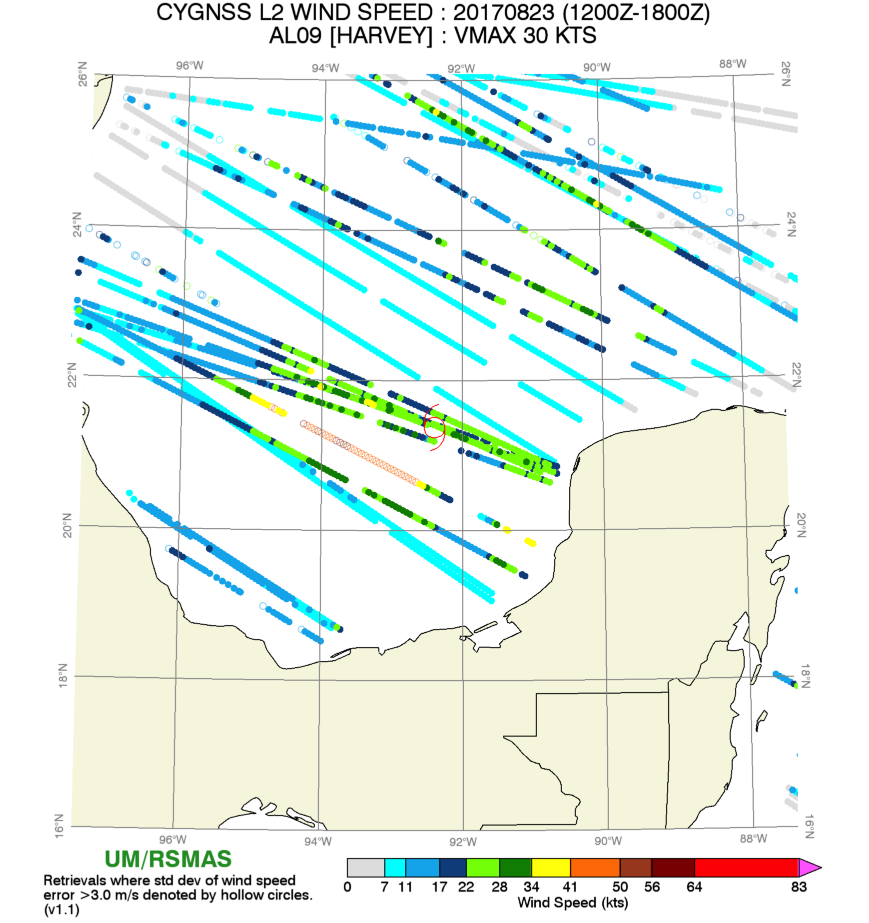 CYGNSS L2 WIND SPEED : 20170823 (1200Z-1800Z)
AL09 [HARVEY] : VMAX 30 KTS
96°W 94°W 92°W 90°W 88°W
26°N 26°N
24°N 24°N
22°N 22°N
20°N 20°N
18°N 18°N
16°N 16°N
96°W 94°W 92°W 90°W 88°W
UM/RSMAS
Retrievals where std dev of wind speed
error >3.0 m/s denoted by hollow circles.
(v1.1)
0 7 11 17 22 28 34 41 50 56 64 83
Wind Speed (kts)